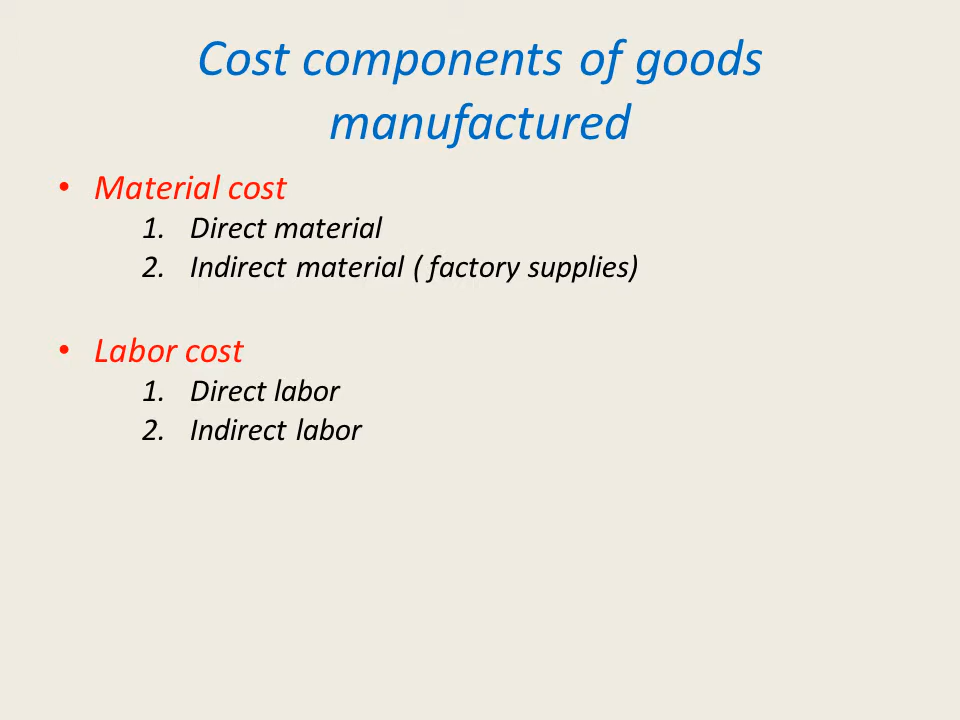 Cost components of goods
manufactured
• Material cost
1. Direct material
2. Indirect material ( factory supplies)
• Labor cost
1. Direct labor
2. Indirect labor